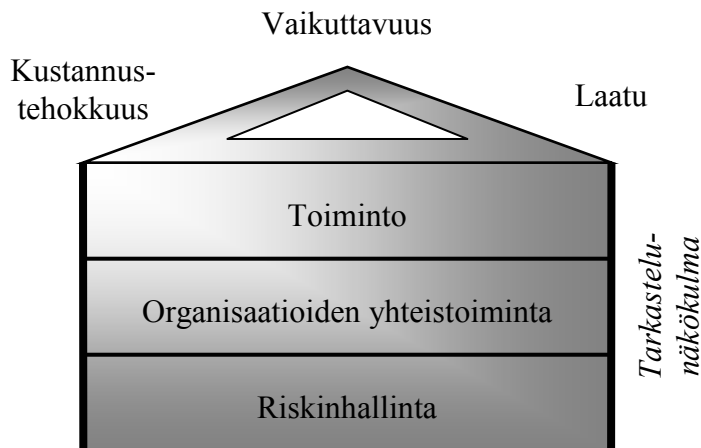 Vaikuttavuus
Kustannus-
tehokkuus
Laatu
Toiminto
Organisaatioiden yhteistoiminta
Riskinhallinta
Tarkastelu-
näkökulma